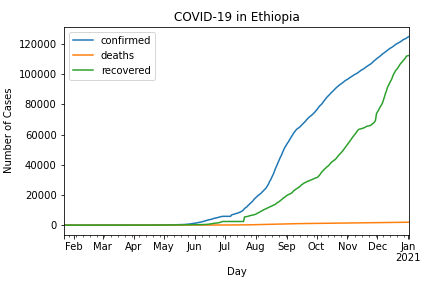 COVID-19 in Ethiopia
confirmed
deaths
recovered
Number of Cases
120000
100000
80000
60000
40000
20000
0
Feb Mar Apr May Jun Jul Aug Sep Oct Nov Dec Jan
2021
Day